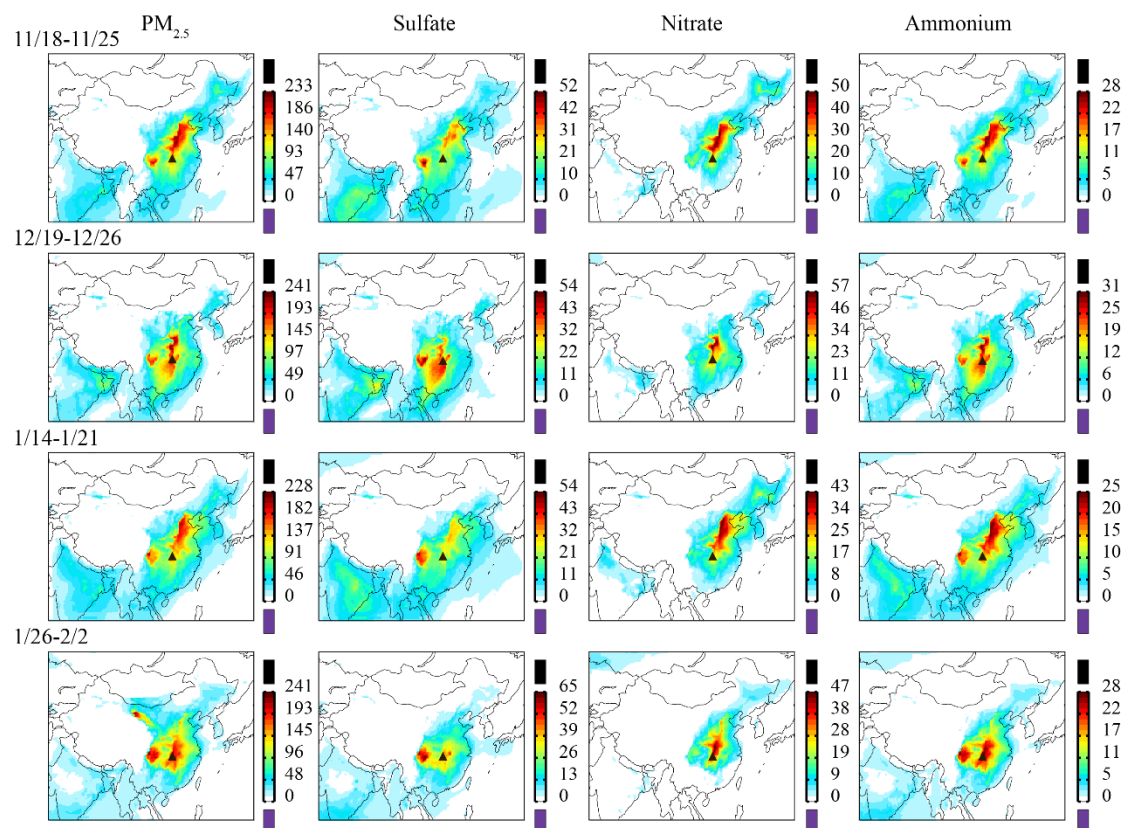 PM2.5 Sulfate Nitrate Ammonium
11/18-11/25
233 52 50 28
186 42 40 22
140 31 30 17
93 21 20 11
47 10 10 5
0 0 0 0
12/19-12/26
241 54 57 31
193 43 46 25
145 32 34 19
97 22 23 12
49 11 11 6
0 0 0 0
1/14-1/21
228 54 43 25
182 43 34 20
137 32 25 15
91 21 17 10
46 11 8 5
0 0 0 0
1/26-2/2
241 65 47 28
193 52 38 22
145 39 28 17
96 26 19 11
48 13 9 6
0 0 0 0